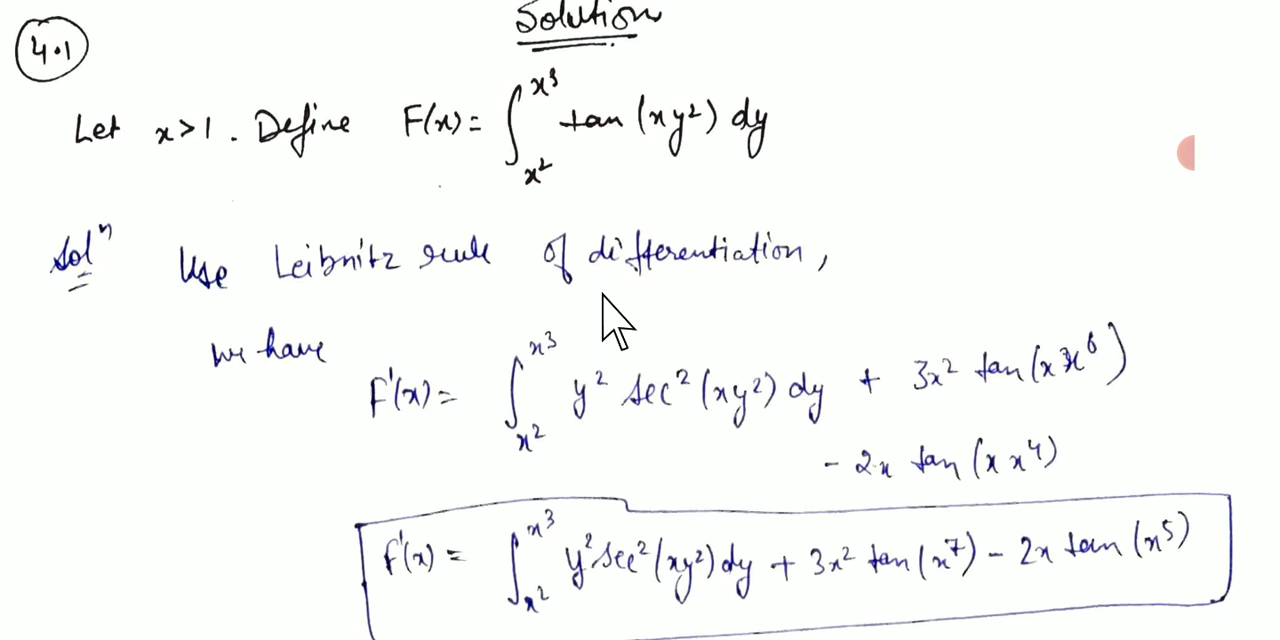 Solution
4.1
Let x>1. Define F(x) = ∫_{x²}^{x³} tan (xy²) dy
Solⁿ Use Leibnitz rule of differentiation,
we have
F'(x) = ∫_{x²}^{x³} y² sec² (xy²) dy + 3x² tan (x x⁶)
- 2x tan (x x⁴)
F'(x) = ∫_{x²}^{x³} y² sec² (xy²) dy + 3x² tan (x⁷) - 2x tan (x⁵)